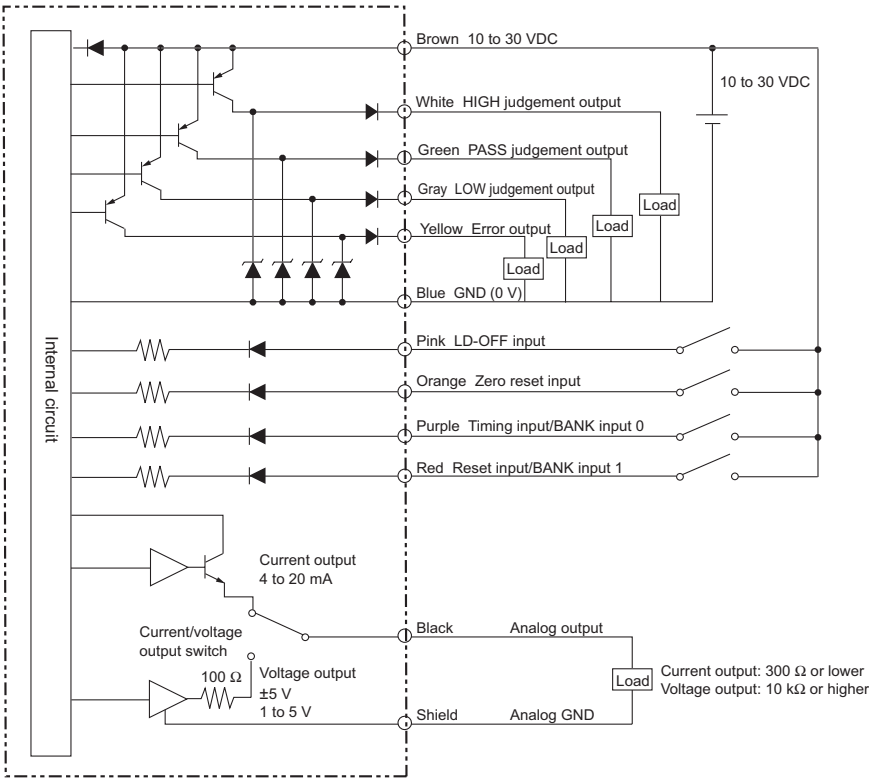 Brown 10 to 30 VDC
10 to 30 VDC
White HIGH judgement output
Green PASS judgement output
Gray LOW judgement output
Load
Load
Yellow Error output
Load
Load
Blue GND (0 V)
Internal circuit
Pink LD-OFF input
Orange Zero reset input
Purple Timing input/BANK input 0
Red Reset input/BANK input 1
Current output
4 to 20 mA
Current/voltage
output switch
Black Analog output
100 Ω
Voltage output
±5 V
1 to 5 V
Load
Current output: 300 Ω or lower
Voltage output: 10 kΩ or higher
Shield Analog GND